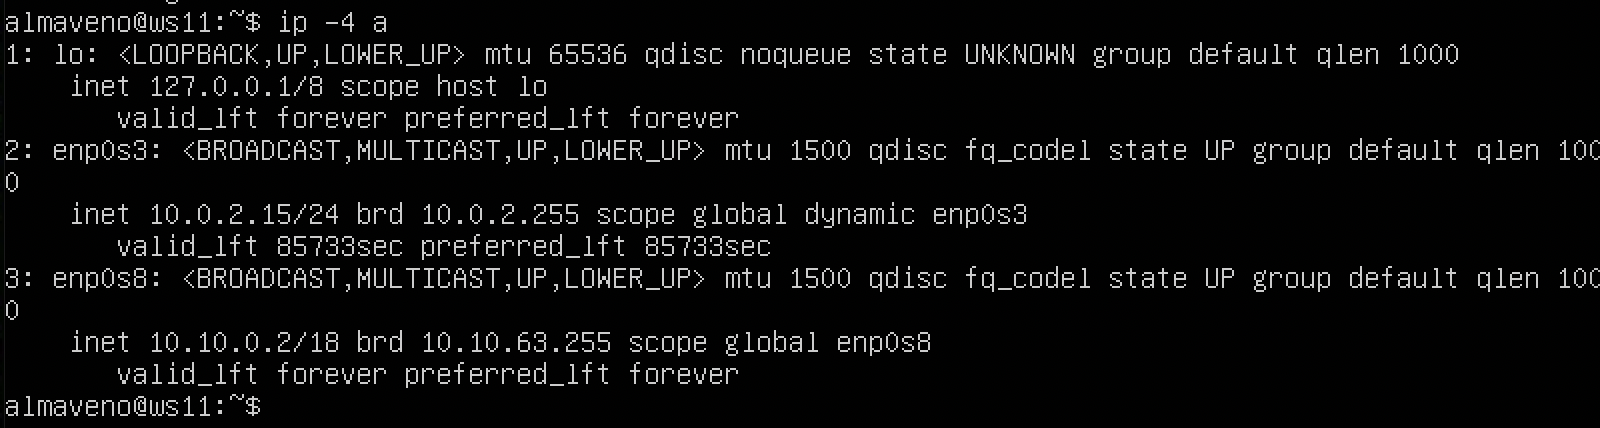 almaveno@ws11:~$ ip -4 a
1: lo: <LOOPBACK,UP,LOWER_UP> mtu 65536 qdisc noqueue state UNKNOWN group default qlen 1000
    inet 127.0.0.1/8 scope host lo
       valid_lft forever preferred_lft forever
2: enp0s3: <BROADCAST,MULTICAST,UP,LOWER_UP> mtu 1500 qdisc fq_codel state UP group default qlen 100
0
    inet 10.0.2.15/24 brd 10.0.2.255 scope global dynamic enp0s3
       valid_lft 85733sec preferred_lft 85733sec
3: enp0s8: <BROADCAST,MULTICAST,UP,LOWER_UP> mtu 1500 qdisc fq_codel state UP group default qlen 100
0
    inet 10.10.0.2/18 brd 10.10.63.255 scope global enp0s8
       valid_lft forever preferred_lft forever
almaveno@ws11:~$